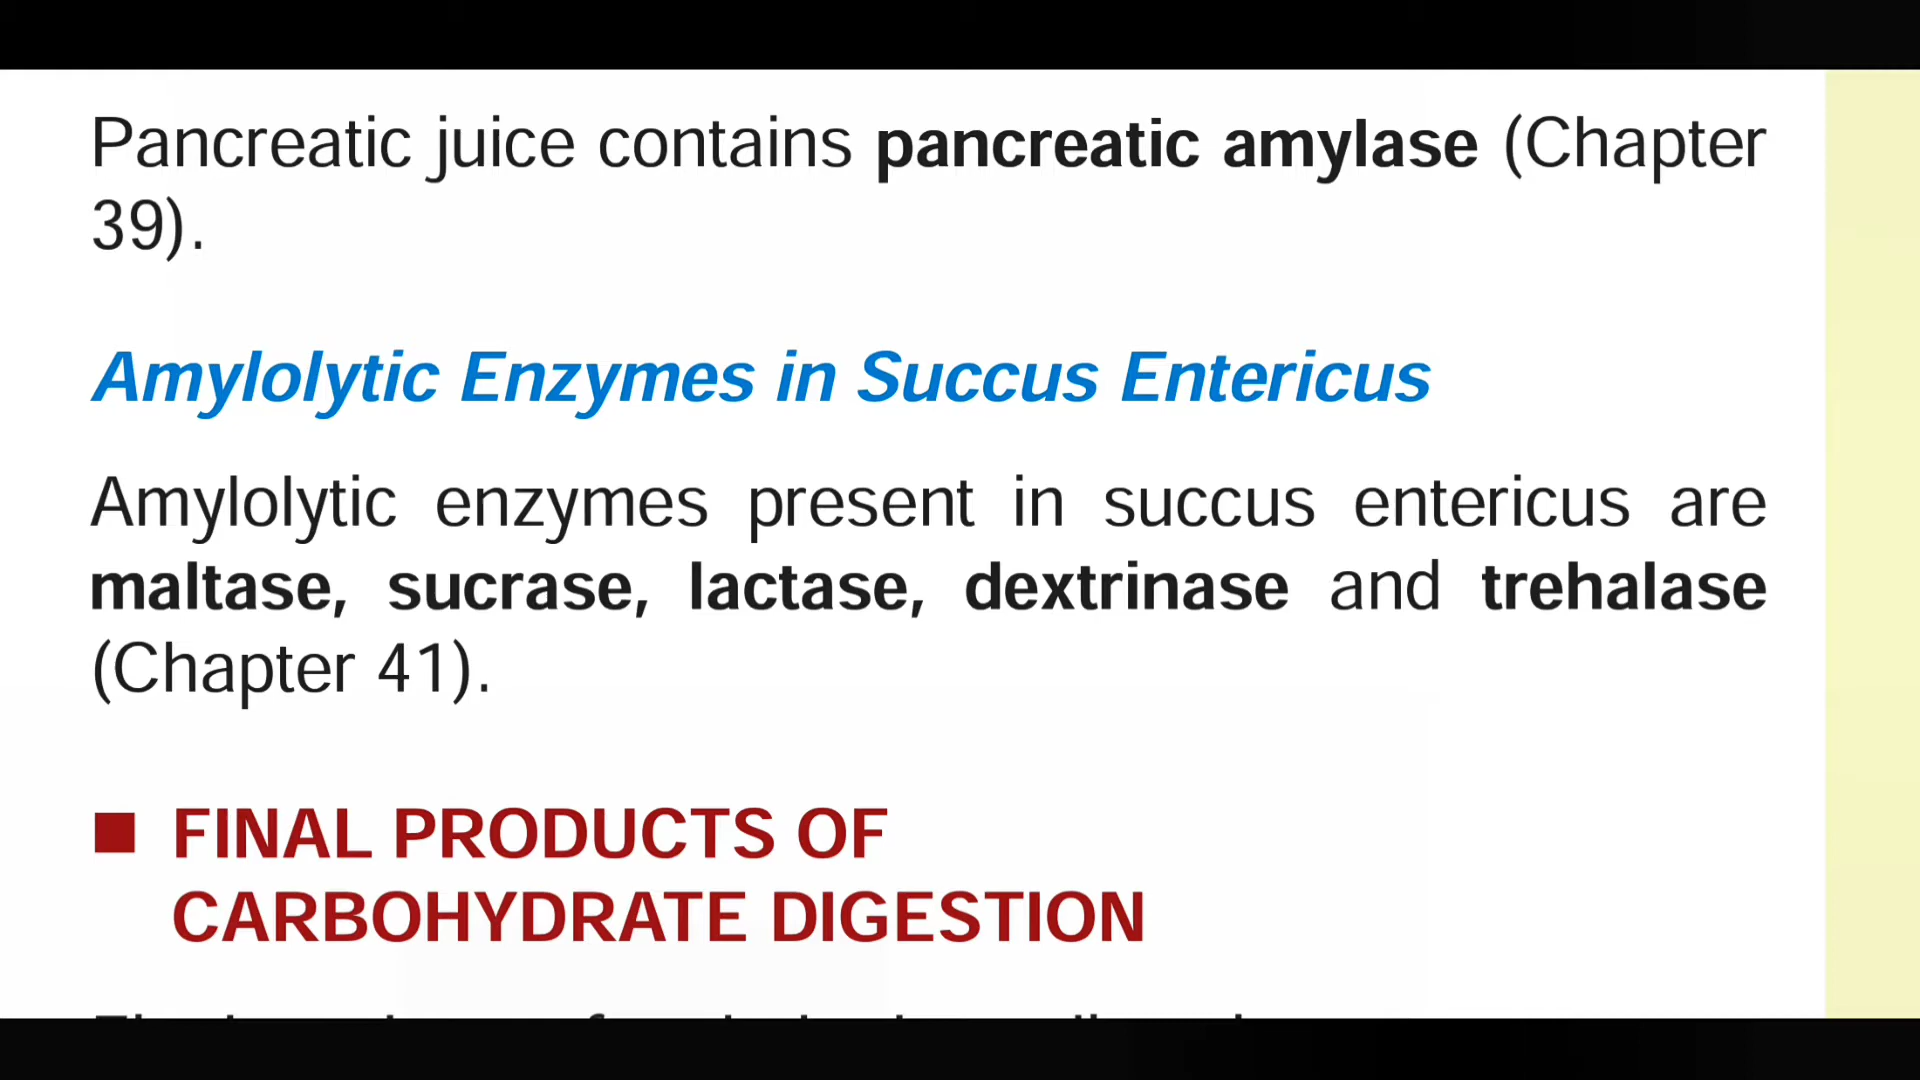 Pancreatic juice contains pancreatic amylase (Chapter
39).
Amylolytic Enzymes in Succus Entericus
Amylolytic enzymes present in succus entericus are
maltase, sucrase, lactase, dextrinase and trehalase
(Chapter 41).
FINAL PRODUCTS OF
CARBOHYDRATE DIGESTION